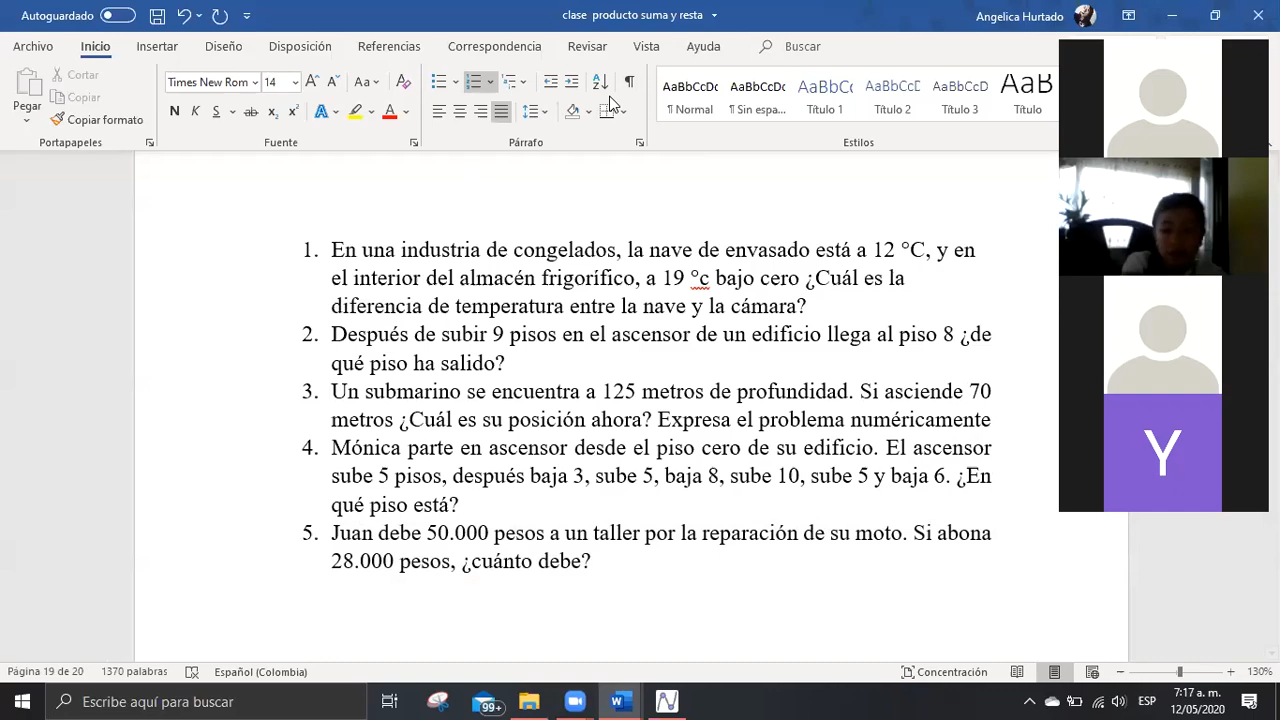 Autoguardado
clase producto suma y resta
Angelica Hurtado
Archivo Inicio Insertar Diseño Disposición Referencias Correspondencia Revisar Vista Ayuda Buscar
Pegar
Cortar
Copiar
Copiar formato
Portapapeles
Times New Rom 14
Fuente
Párrafo
AaBbCcDc AaBbCcDc AaBbCc AaBbCcD AaBbCcD AaB
¶ Normal ¶ Sin espa... Título 1 Título 2 Título 3 Título
Estilos
1. En una industria de congelados, la nave de envasado está a 12 °C, y en
el interior del almacén frigorífico, a 19 °c bajo cero ¿Cuál es la
diferencia de temperatura entre la nave y la cámara?
2. Después de subir 9 pisos en el ascensor de un edificio llega al piso 8 ¿de
qué piso ha salido?
3. Un submarino se encuentra a 125 metros de profundidad. Si asciende 70
metros ¿Cuál es su posición ahora? Expresa el problema numéricamente
4. Mónica parte en ascensor desde el piso cero de su edificio. El ascensor
sube 5 pisos, después baja 3, sube 5, baja 8, sube 10, sube 5 y baja 6. ¿En
qué piso está?
5. Juan debe 50.000 pesos a un taller por la reparación de su moto. Si abona
28.000 pesos, ¿cuánto debe?
Y
Página 19 de 20 1370 palabras Español (Colombia) Concentración 130%
Escribe aquí para buscar
99+
ESP
7:17 a. m.
12/05/2020